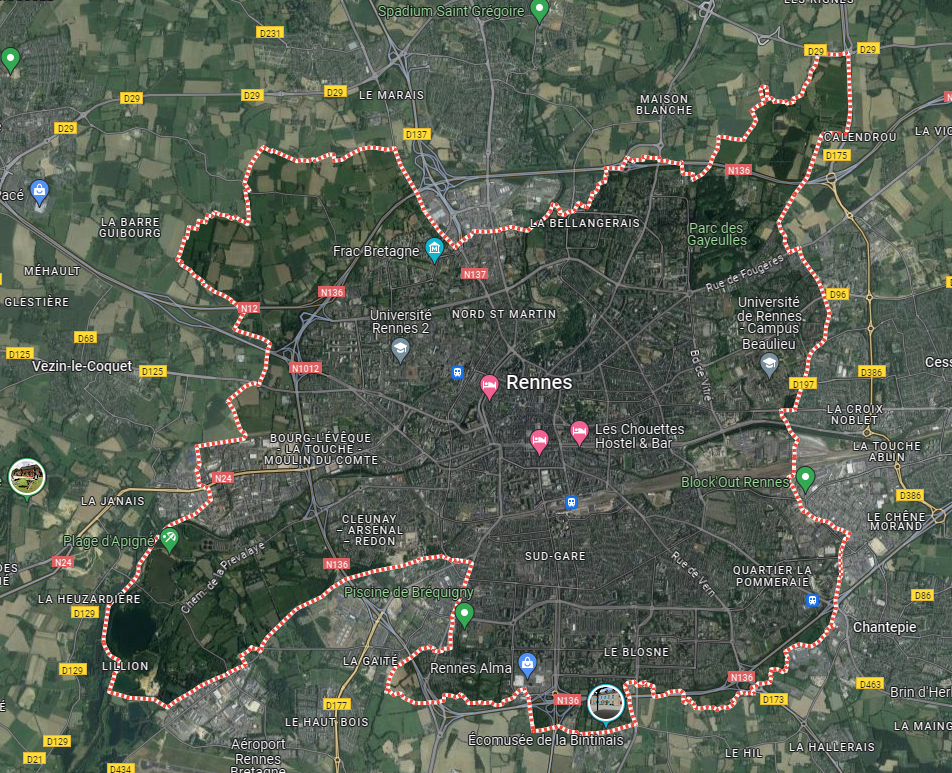 LES RIGNES
Spadium Saint Grégoire
D231
D29
D29
D29
D29
D29
LE MARAIS
MAISON
BLANCHE
D29
D137
CALENDROU
LA VIC
D175
N136
Pacé
LA BARRE
GUIBOURG
LA BELLANGERAIS
Parc des
Gayeulles
Frac Bretagne
MÉHAULT
N137
Rue de Fougères
N136
D96
GLESTIÈRE
N12
Université
Rennes 2
NORD ST MARTIN
Université
de Rennes
- Campus
Beaulieu
D68
D125
Vezin-le-Coquet
D125
N1012
Bd de Vitré
D386
Cess
Rennes
D197
LA CROIX
NOBLET
BOURG-L'ÉVÊQUE
- LA TOUCHE -
MOULIN DU COMTE
Les Chouettes
Hostel & Bar
LA TOUCHE
ABLIN
N24
Block'Out Rennes
D386
LA JANAIS
CLEUNAY
- ARSENAL
- REDON
LE CHÊNE
MORAND
Plage d'Apigné
N24
Chem. de la Prévalaye
SUD-GARE
Rue de Vern
N136
QUARTIER LA
POMMERAIE
LA HEUZARDIÈRE
D129
Piscine de Bréquigny
D86
Chantepie
LILLION
D129
LA GAITÉ
Rennes Alma
LE BLOSNE
N136
D463
Brin d'Her
D177
N136
D173
LE HAUT BOIS
LA MAING
D129
Écomusée de la Bintinais
LE HIL
LA HALLERAIS
D21
Aéroport
Rennes
Bretagne
D434